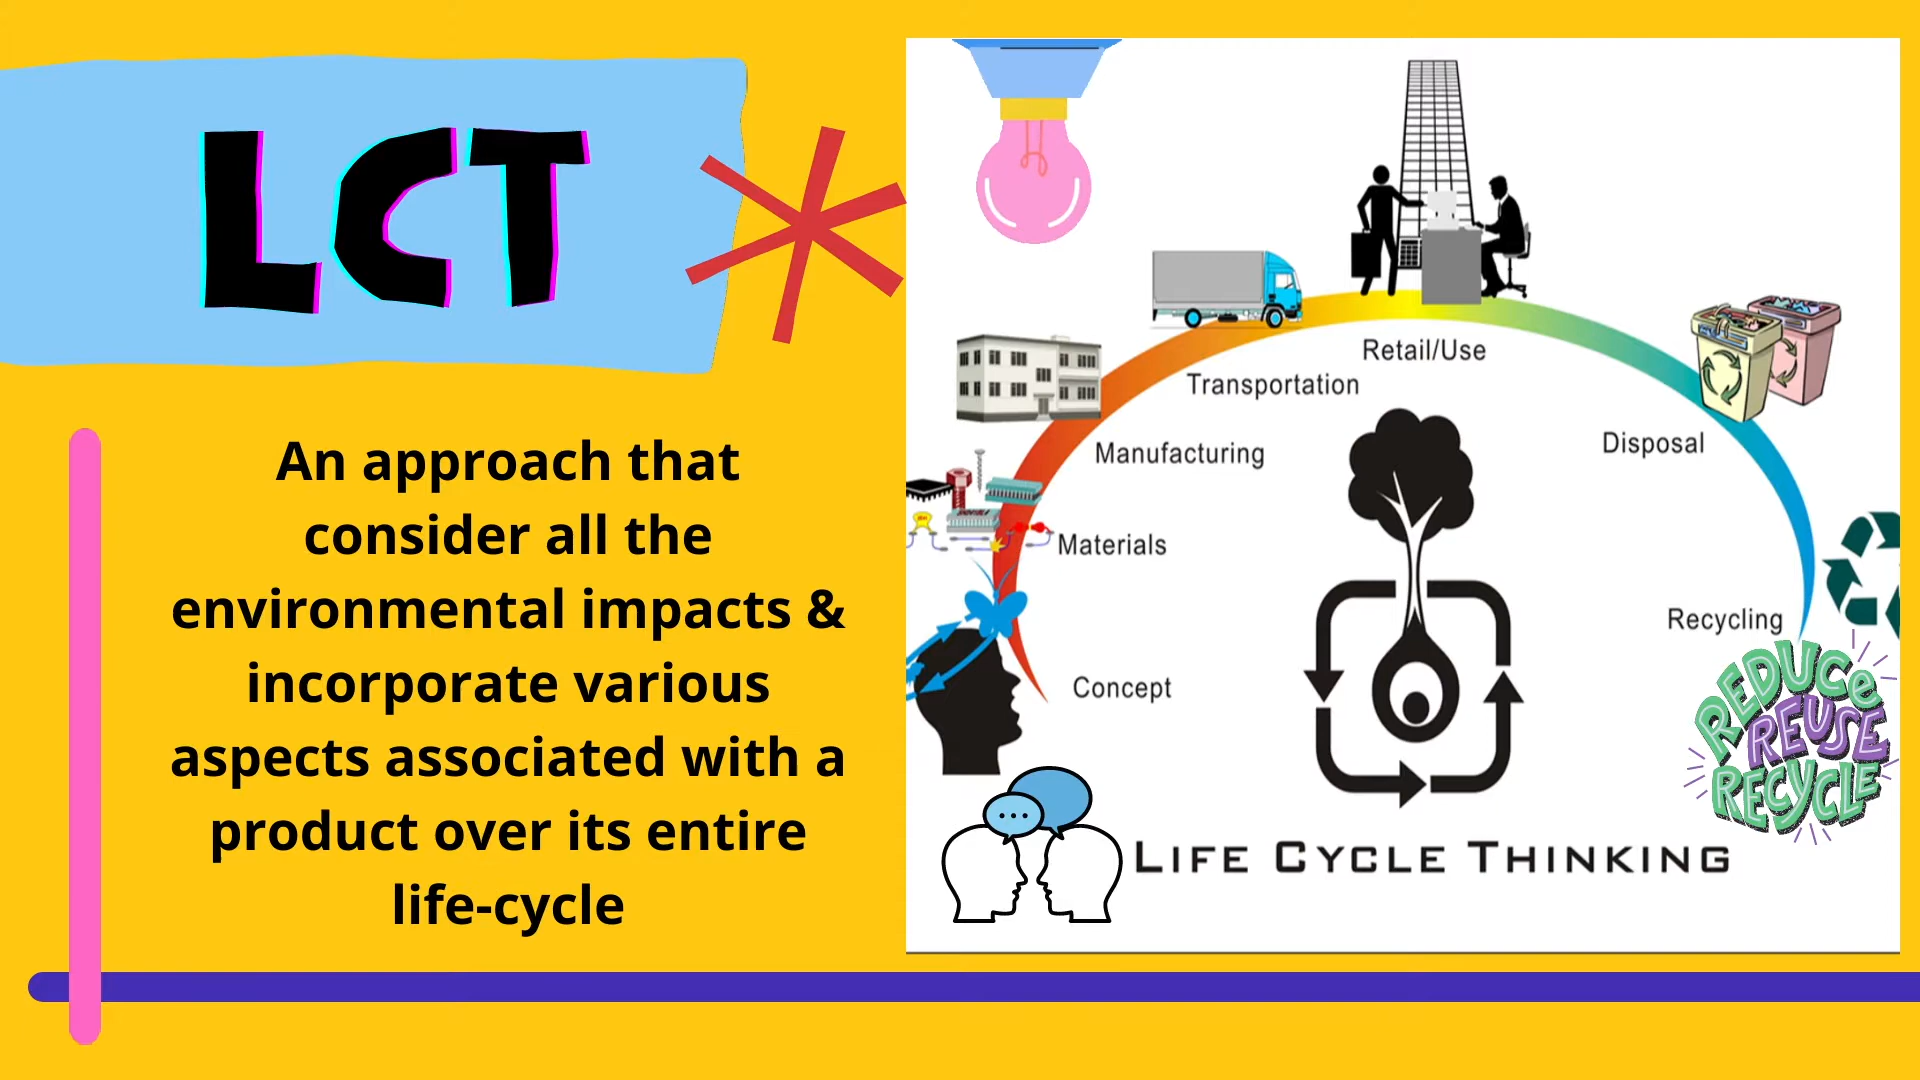 LCT
An approach that
consider all the
environmental impacts &
incorporate various
aspects associated with a
product over its entire
life-cycle
Retail/Use
Transportation
Manufacturing
Disposal
Materials
Recycling
Concept
REDUCE
REUSE
RECYCLE
LIFE CYCLE THINKING